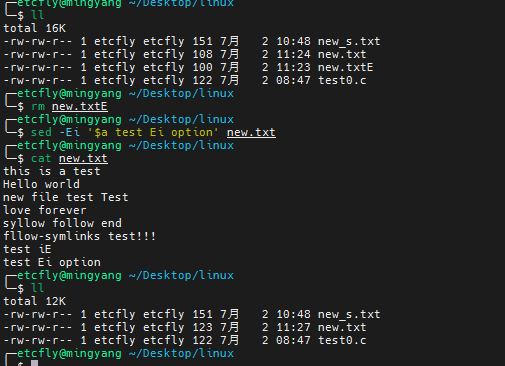 ╭─etcfly@mingyang ~/Desktop/linux
╰─$ ll
total 16K
-rw-rw-r-- 1 etcfly etcfly 151 7月   2 10:48 new_s.txt
-rw-rw-r-- 1 etcfly etcfly 108 7月   2 11:24 new.txt
-rw-rw-r-- 1 etcfly etcfly 100 7月   2 11:23 new.txtE
-rw-rw-r-- 1 etcfly etcfly 122 7月   2 08:47 test0.c
╭─etcfly@mingyang ~/Desktop/linux
╰─$ rm new.txtE
╭─etcfly@mingyang ~/Desktop/linux
╰─$ sed -Ei '$a test Ei option' new.txt
╭─etcfly@mingyang ~/Desktop/linux
╰─$ cat new.txt
this is a test
Hello world
new file test Test
love forever
syllow follow end
fllow-symlinks test!!!
test iE
test Ei option
╭─etcfly@mingyang ~/Desktop/linux
╰─$ ll
total 12K
-rw-rw-r-- 1 etcfly etcfly 151 7月   2 10:48 new_s.txt
-rw-rw-r-- 1 etcfly etcfly 123 7月   2 11:27 new.txt
-rw-rw-r-- 1 etcfly etcfly 122 7月   2 08:47 test0.c
╭─etcfly@mingyang ~/Desktop/linux
╰─$